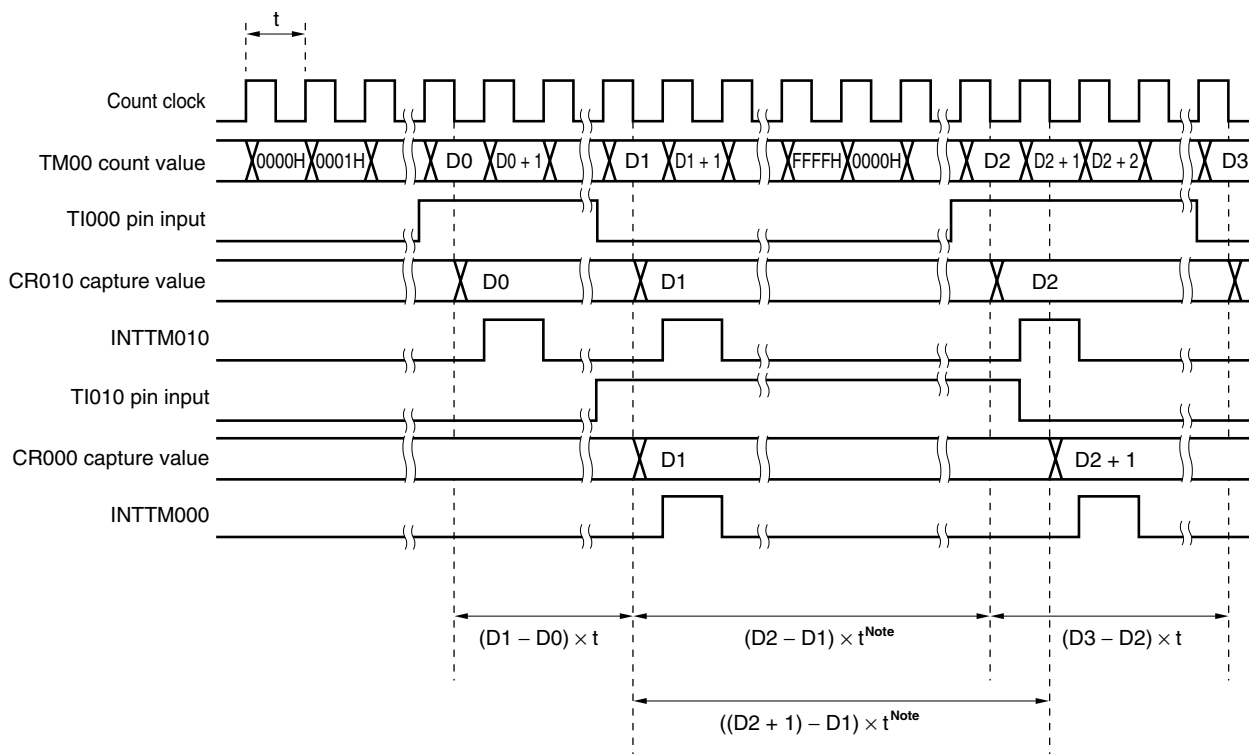 t
Count clock
TM00 count value 0000H 0001H D0 D0 + 1 D1 D1 + 1 FFFFH 0000H D2 D2 + 1 D2 + 2 D3
TI000 pin input
CR010 capture value D0 D1 D2
INTTM010
TI010 pin input
CR000 capture value D1 D2 + 1
INTTM000
(D1 − D0) × t (D2 − D1) × tNote (D3 − D2) × t
((D2 + 1) − D1) × tNote